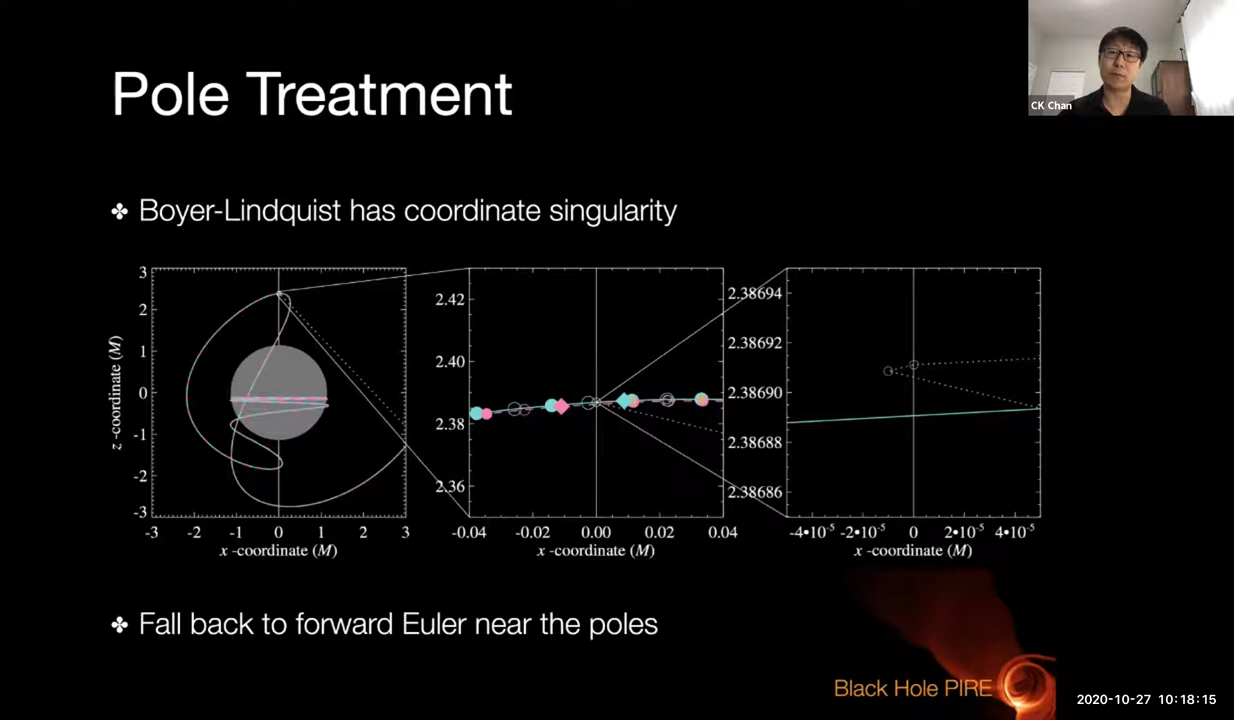 Pole Treatment
CK Chan
✤ Boyer-Lindquist has coordinate singularity
3
2
1
0
-1
-2
-3
z -coordinate (M)
-3 -2 -1 0 1 2 3
x -coordinate (M)
2.42
2.40
2.38
2.36
-0.04 -0.02 0.00 0.02 0.04
x -coordinate (M)
2.38694
2.38692
2.38690
2.38688
2.38686
-4•10⁻⁵ -2•10⁻⁵ 0 2•10⁻⁵ 4•10⁻⁵
x -coordinate (M)
✤ Fall back to forward Euler near the poles
Black Hole PIRE
2020-10-27 10:18:15